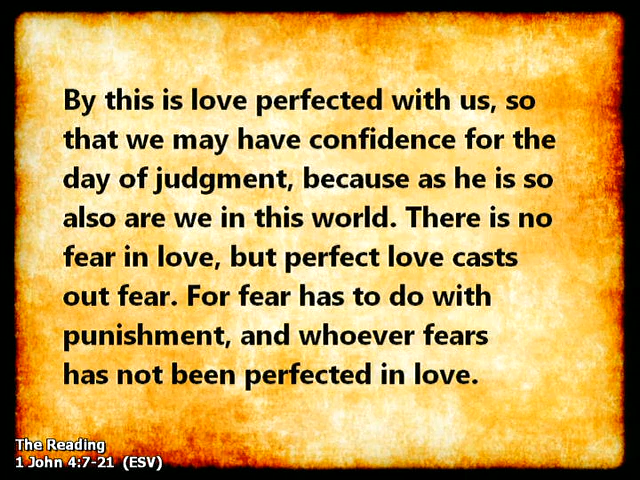 By this is love perfected with us, so
that we may have confidence for the
day of judgment, because as he is so
also are we in this world. There is no
fear in love, but perfect love casts
out fear. For fear has to do with
punishment, and whoever fears
has not been perfected in love.
The Reading
1 John 4:7-21 (ESV)